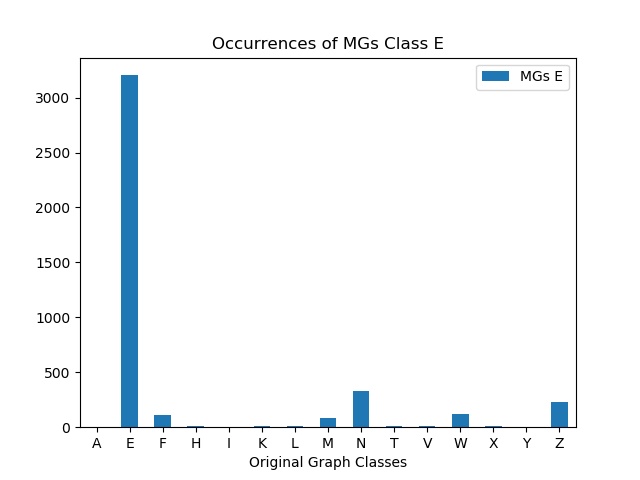 Occurrences of MGs Class E
MGs E
3000
2500
2000
1500
1000
500
0
A E F H I K L M N T V W X Y Z
Original Graph Classes